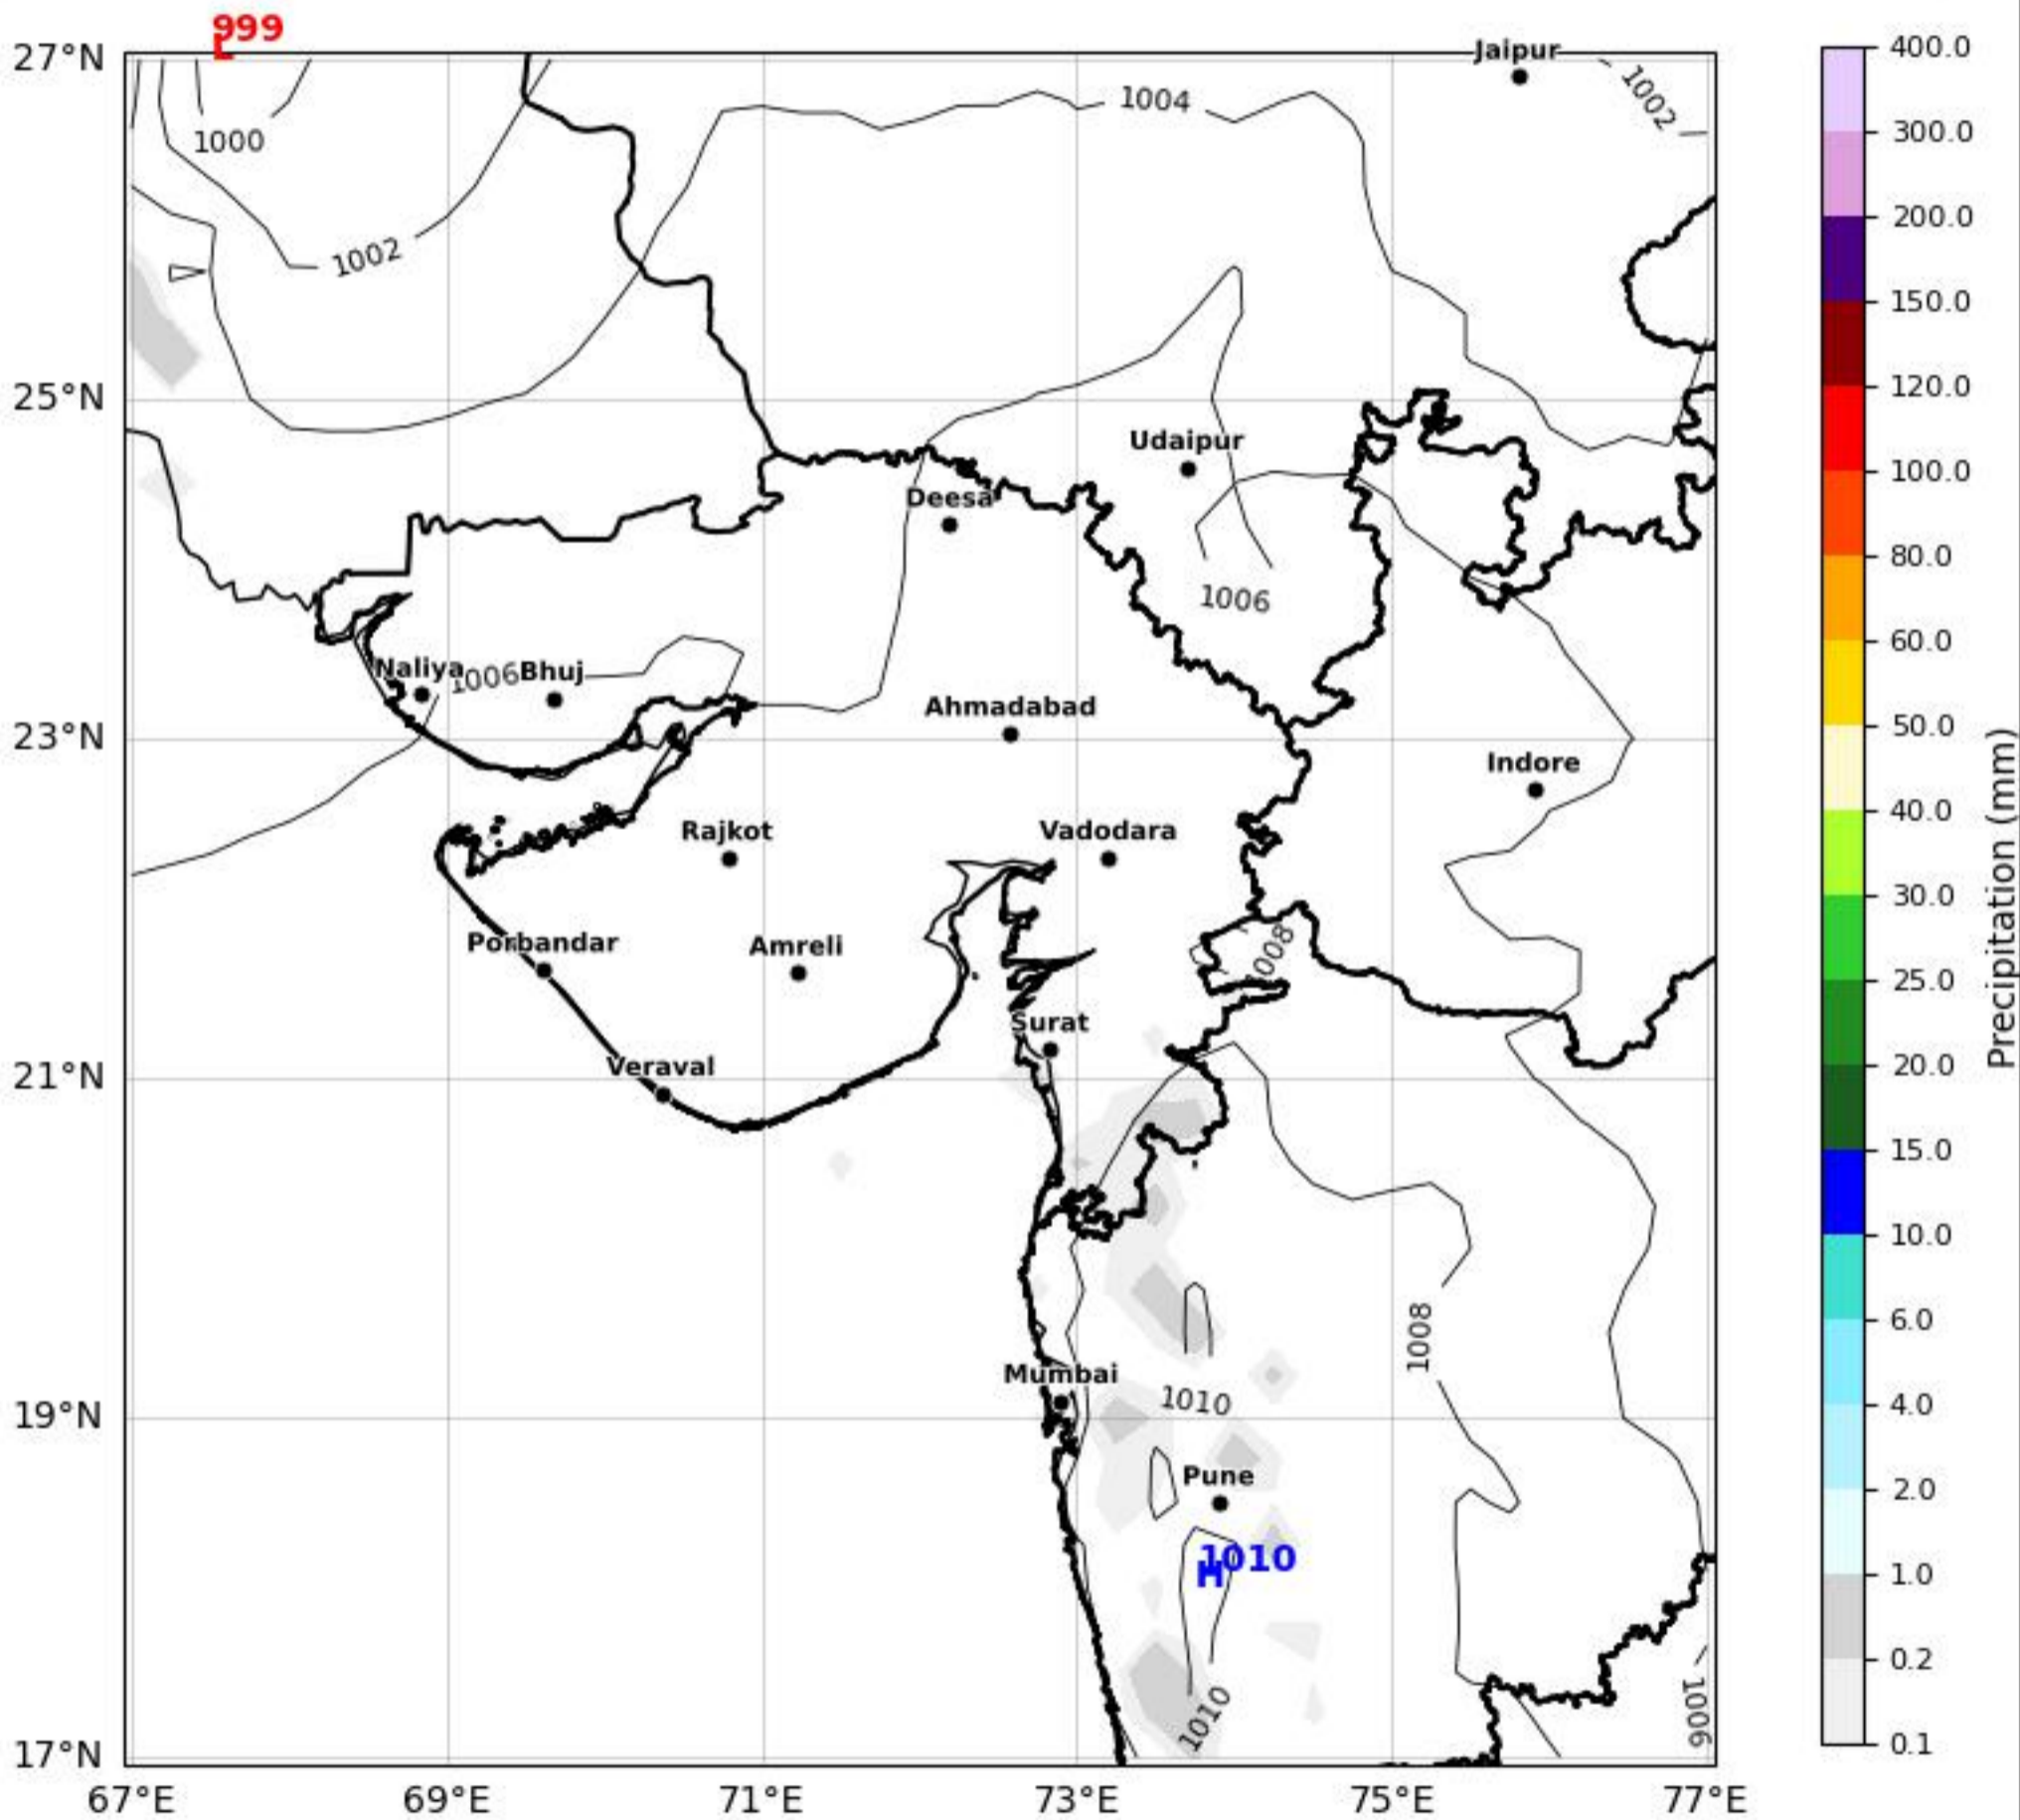 999
L
27°N
25°N
23°N
21°N
19°N
17°N
67°E
69°E
71°E
73°E
75°E
77°E
Jaipur
1004
1002
1000
1002
Udaipur
Deesa
1006
Naliya
1006
Bhuj
Ahmadabad
Indore
Rajkot
Vadodara
Porbandar
Amreli
1008
Surat
Veraval
1008
Mumbai
1010
Pune
1010
H
1010
1006
400.0
300.0
200.0
150.0
120.0
100.0
80.0
60.0
50.0
40.0
30.0
25.0
20.0
15.0
10.0
6.0
4.0
2.0
1.0
0.2
0.1
Precipitation (mm)